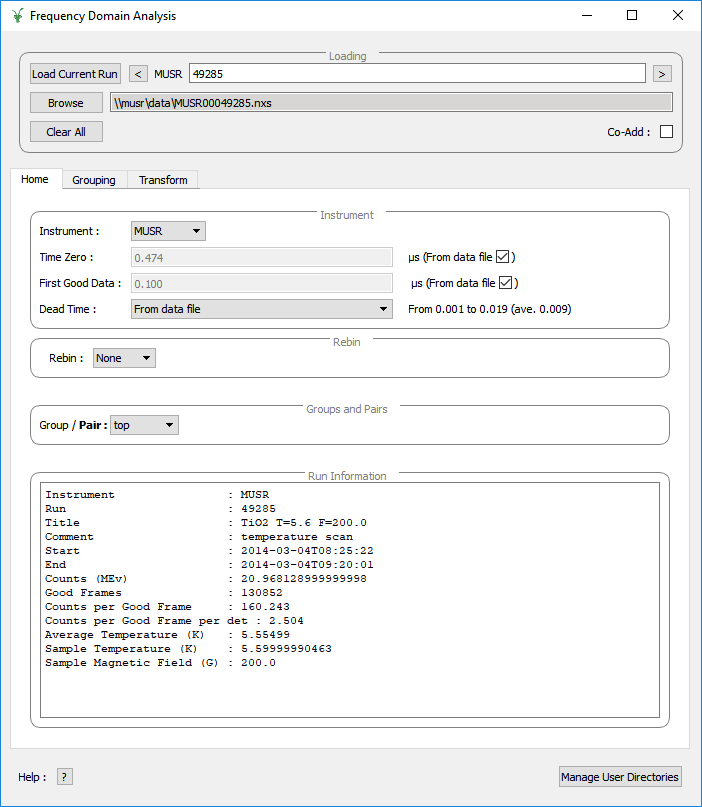 Frequency Domain Analysis
Loading
Load Current Run < MUSR 49285 >
Browse \\musr\data\MUSR00049285.nxs
Clear All Co-Add :
Home Grouping Transform
Instrument
Instrument : MUSR
Time Zero : 0.474 µs (From data file )
First Good Data : 0.100 µs (From data file )
Dead Time : From data file From 0.001 to 0.019 (ave. 0.009)
Rebin
Rebin : None
Groups and Pairs
Group / Pair : top
Run Information
Instrument : MUSR
Run : 49285
Title : TiO2 T=5.6 F=200.0
Comment : temperature scan
Start : 2014-03-04T08:25:22
End : 2014-03-04T09:20:01
Counts (MEv) : 20.968128999999998
Good Frames : 130852
Counts per Good Frame : 160.243
Counts per Good Frame per det : 2.504
Average Temperature (K) : 5.55499
Sample Temperature (K) : 5.59999990463
Sample Magnetic Field (G) : 200.0
Help : ? Manage User Directories